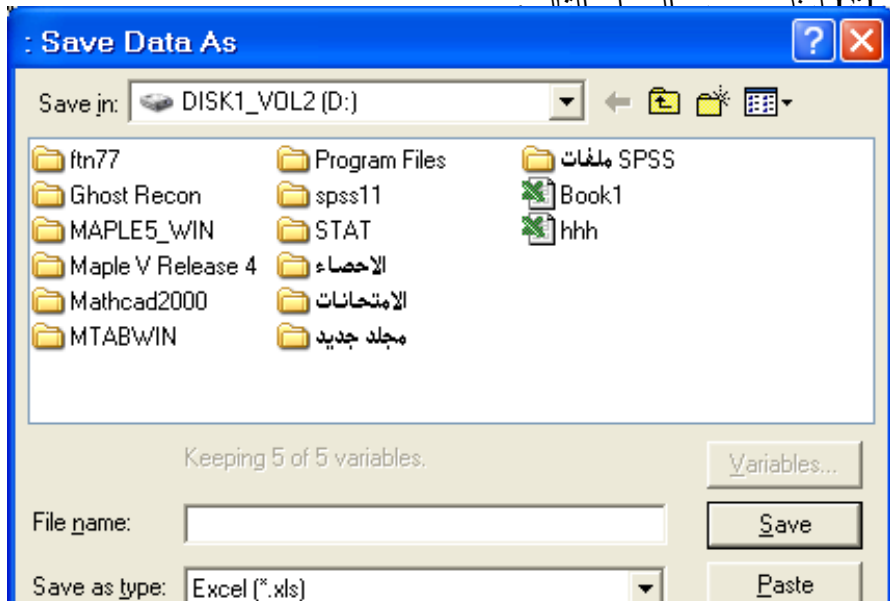 : Save Data As
Save in: DISK1_VOL2 (D:)
ftn77 Program Files ملفات SPSS
Ghost Recon spss11 Book1
MAPLE5_WIN STAT hhh
Maple V Release 4 الاحصاء
Mathcad2000 الامتحانات
MTABWIN مجلد جديد
Keeping 5 of 5 variables. Variables...
File name: Save
Save as type: Excel (*.xls) Paste